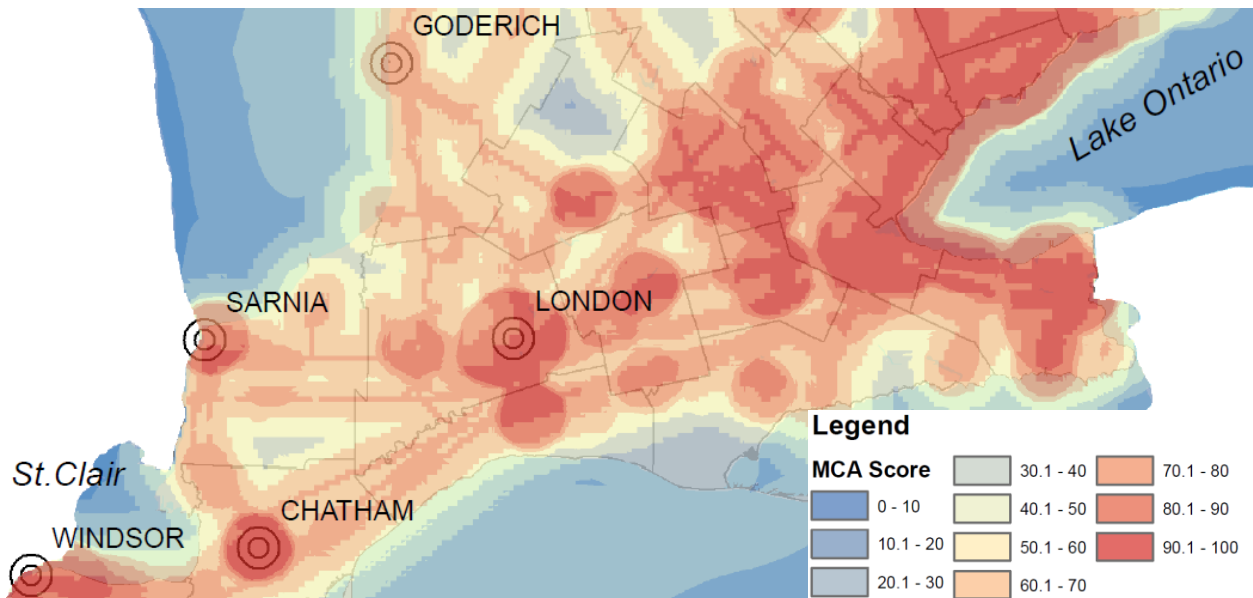 GODERICH
Lake Ontario
SARNIA
LONDON
St.Clair
CHATHAM
WINDSOR
Legend
MCA Score
0 - 10
10.1 - 20
20.1 - 30
30.1 - 40
40.1 - 50
50.1 - 60
60.1 - 70
70.1 - 80
80.1 - 90
90.1 - 100